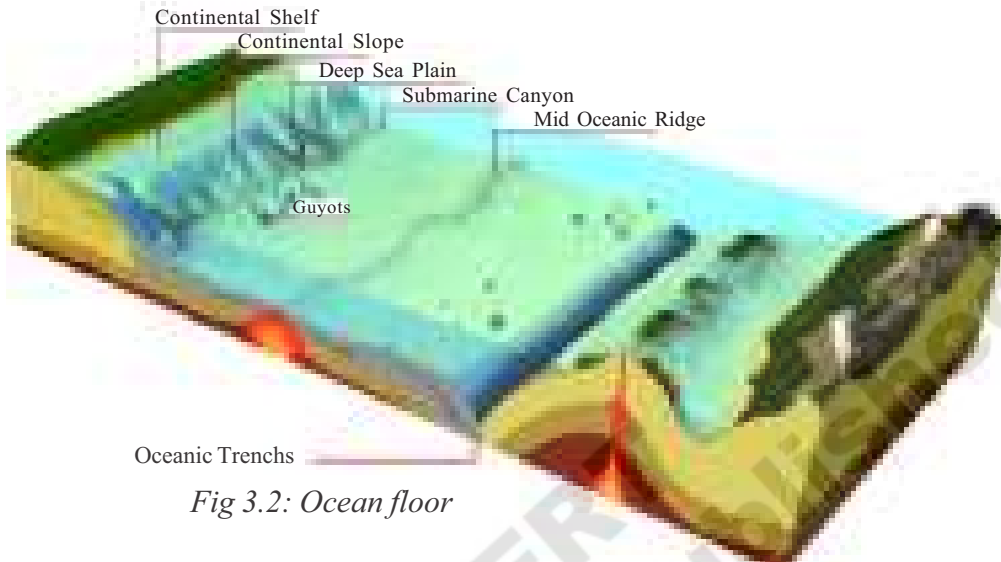 Continental Shelf
Continental Slope
Deep Sea Plain
Submarine Canyon
Mid Oceanic Ridge
Guyots
Oceanic Trenchs
Fig 3.2: Ocean floor